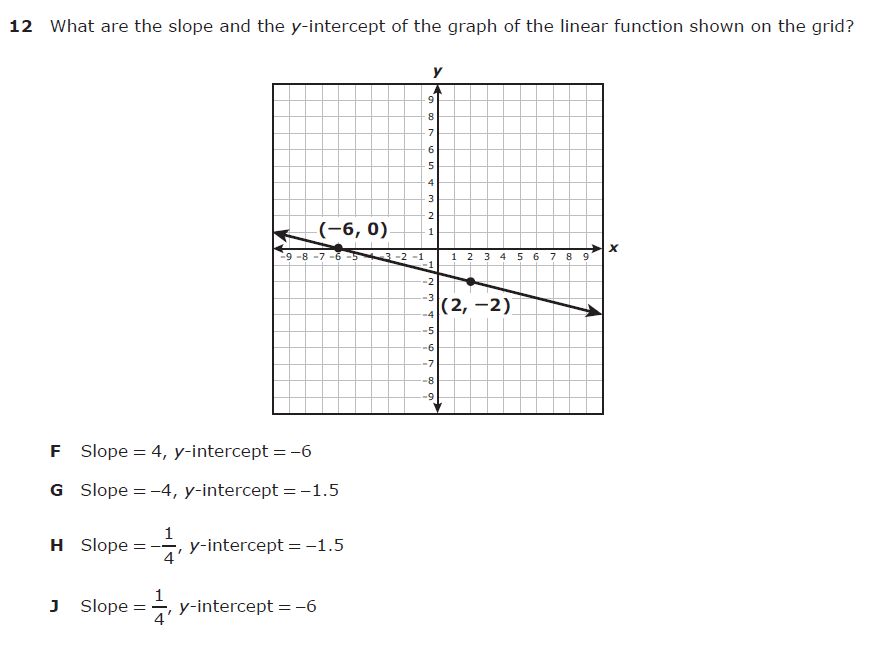 12 What are the slope and the y-intercept of the graph of the linear function shown on the grid?
y
9
8
7
6
5
4
3
2
(−6, 0)
1
x
−9 −8 −7 −6 −5 −3 −2 −1 1 2 3 4 5 6 7 8 9
−1
−2
−3
(2, −2)
−4
−5
−6
−7
−8
−9
F Slope = 4, y-intercept = −6
G Slope = −4, y-intercept = −1.5
H Slope = −1/4, y-intercept = −1.5
J Slope = 1/4, y-intercept = −6